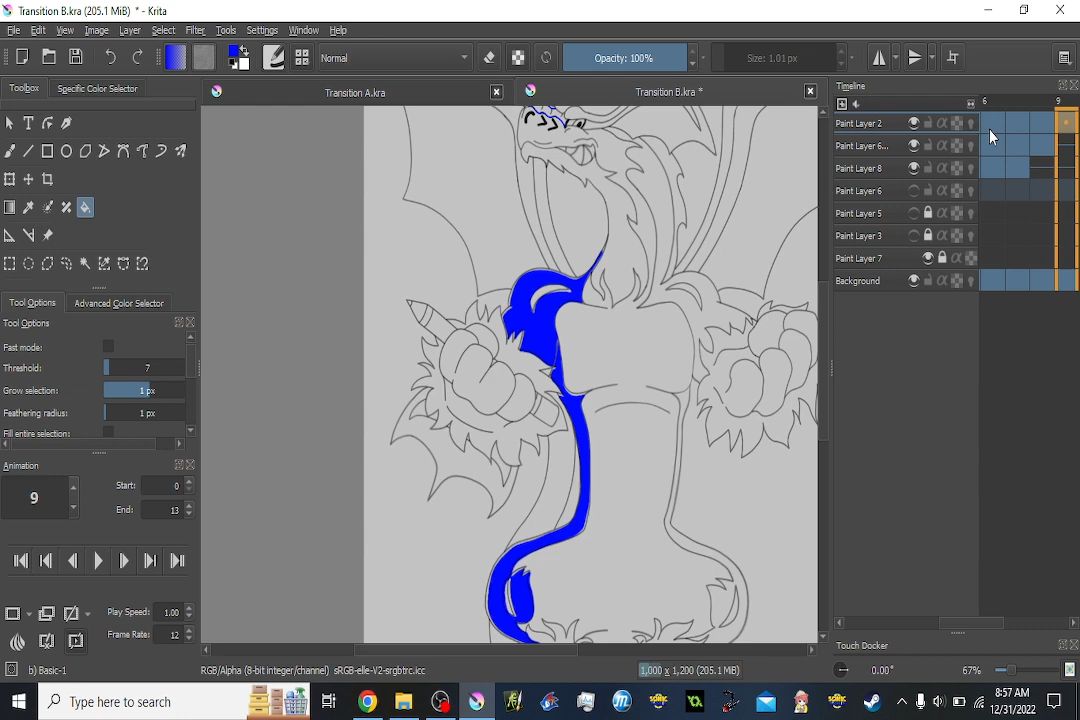 Transition B.kra (205.1 MiB) * - Krita
File Edit View Image Layer Select Filter Tools Settings Window Help
Normal Opacity: 100% Size: 1.01 px
Toolbox Specific Color Selector Transition A.kra Transition B.kra * Timeline
6 9
Paint Layer 2
Paint Layer 6...
Paint Layer 8
Paint Layer 6
Paint Layer 5
Paint Layer 3
Paint Layer 7
Background
Tool Options Advanced Color Selector
Tool Options
Fast mode:
Threshold: 7
Grow selection: 1 px
Feathering radius: 1 px
Fill entire selection:
Animation
9 Start: 0
End: 13
Play Speed: 1.00
Frame Rate: 12
Touch Docker
b) Basic-1 RGB/Alpha (8-bit integer/channel) sRGB-elle-V2-srgbtrc.icc 1,000 x 1,200 (205.1 MiB) 0.00° 67%
Type here to search
8:57 AM
12/31/2022